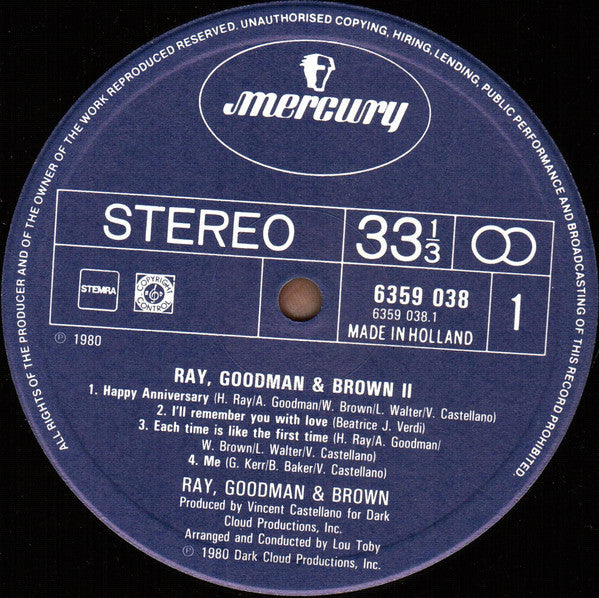 ALL RIGHTS OF THE PRODUCER AND OF THE OWNER OF THE WORK REPRODUCED RESERVED. UNAUTHORISED COPYING, HIRING, LENDING, PUBLIC PERFORMANCE AND BROADCASTING OF THIS RECORD PROHIBITED.
mercury
STEREO
33 1/3
STEMRA
COPYRIGHT CONTROL
6359 038
6359 038.1
MADE IN HOLLAND
1
℗ 1980
RAY, GOODMAN & BROWN II
1. Happy Anniversary (H. Ray/A. Goodman/W. Brown/L. Walter/V. Castellano)
2. I'll remember you with love (Beatrice J. Verdi)
3. Each time is like the first time (H. Ray/A. Goodman/
W. Brown/L. Walter/V. Castellano)
4. Me (G. Kerr/B. Baker/V. Castellano)
RAY, GOODMAN & BROWN
Produced by Vincent Castellano for Dark
Cloud Productions, Inc.
Arranged and Conducted by Lou Toby
℗ 1980 Dark Cloud Productions, Inc.